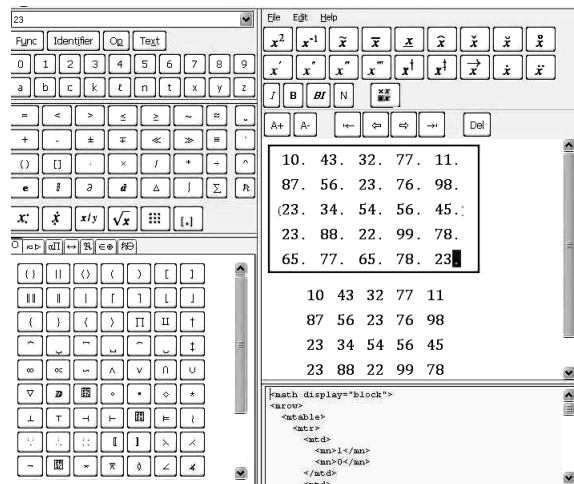 23
Func Identifier Op Text
0 1 2 3 4 5 6 7 8 9
a b c k ℓ n t x y z
= < > ≤ ≥ ~ ≈
+ - ± ∓ ≪ ≫ ≡
( ) [ ] · × / * ÷ ^
e ∂ d Δ ∫ Σ
x/y √x [.]
αΠ ↔ ℜ ∈⊕
{ } || ⟨⟩ ( ) [ ]
{ } ⟨ ⟩ ∏ ∐ †
‡
∞ ∝ ∧ ∨ ∩ ∪
▽
⊥ ⊤ ⊣ ⊢ ⊨ ≀
¬ ∠
File Edit Help
x² x⁻¹ x̃ x̅ x̲ x̂ x̌ x̆ x̊
x′ x″ x‴ x⁗ x† x‡ x⃗ ẋ ẍ
I B BI N
A+ A- Del
10. 43. 32. 77. 11.
87. 56. 23. 76. 98.
(23. 34. 54. 56. 45.
23. 88. 22. 99. 78.
65. 77. 65. 78. 23.
10 43 32 77 11
87 56 23 76 98
23 34 54 56 45
23 88 22 99 78
<math display="block">
<mrow>
<mtable>
<mtr>
<mtd>
<mn>1</mn>
<mn>0</mn>
</mtd>
<mtd>